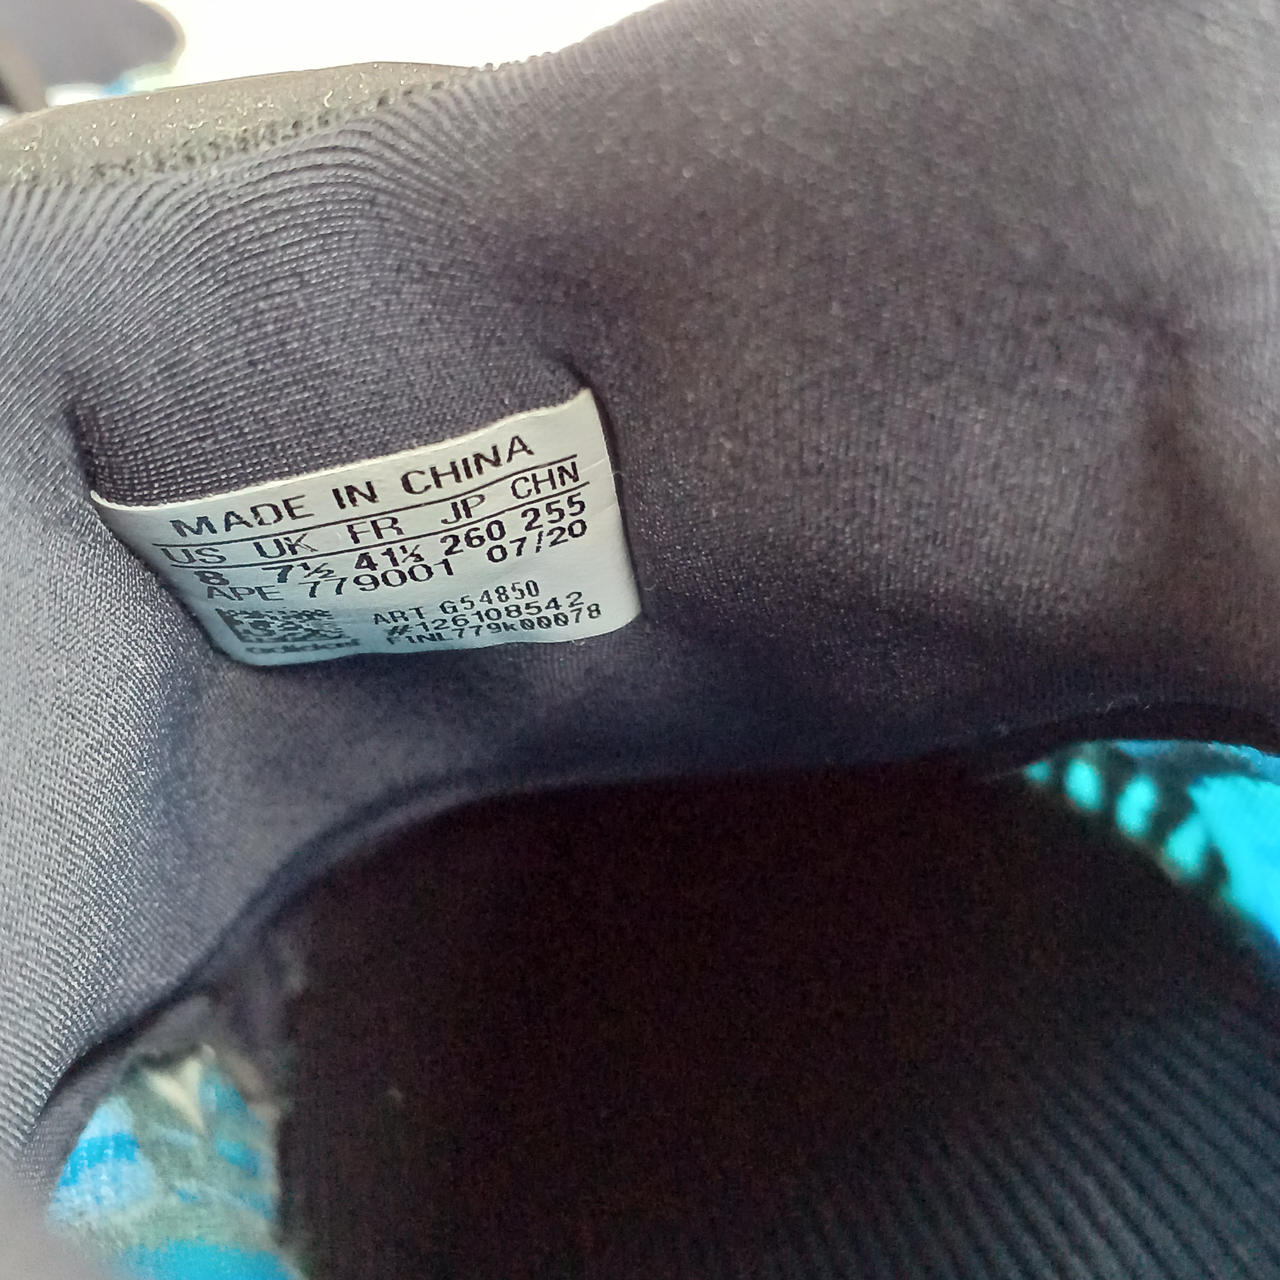 MADE IN CHINA
US UK FR JP CHN
8 7½ 41⅓ 260 255
APE 779001 07/20
ART G54850
#126108542
F1NL779k00078
adidas